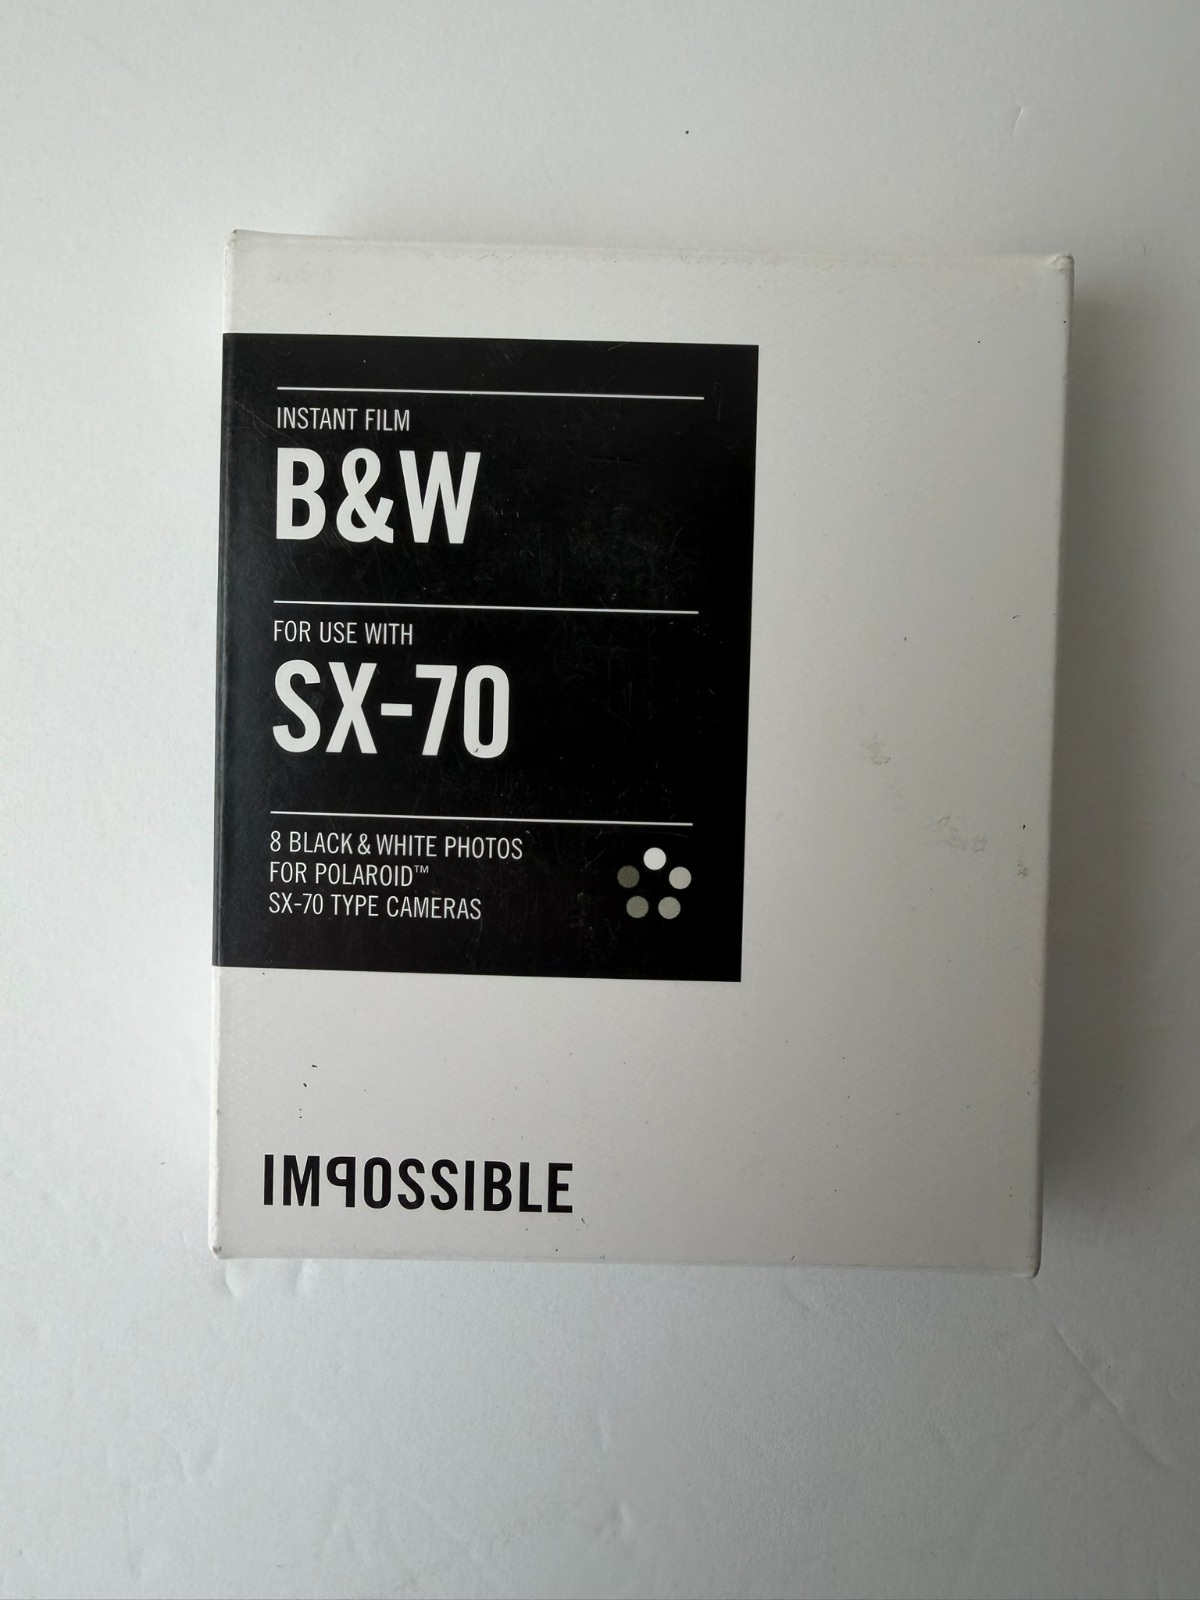 INSTANT FILM
B&W
FOR USE WITH
SX-70
8 BLACK & WHITE PHOTOS
FOR POLAROID™
SX-70 TYPE CAMERAS
IMPOSSIBLE